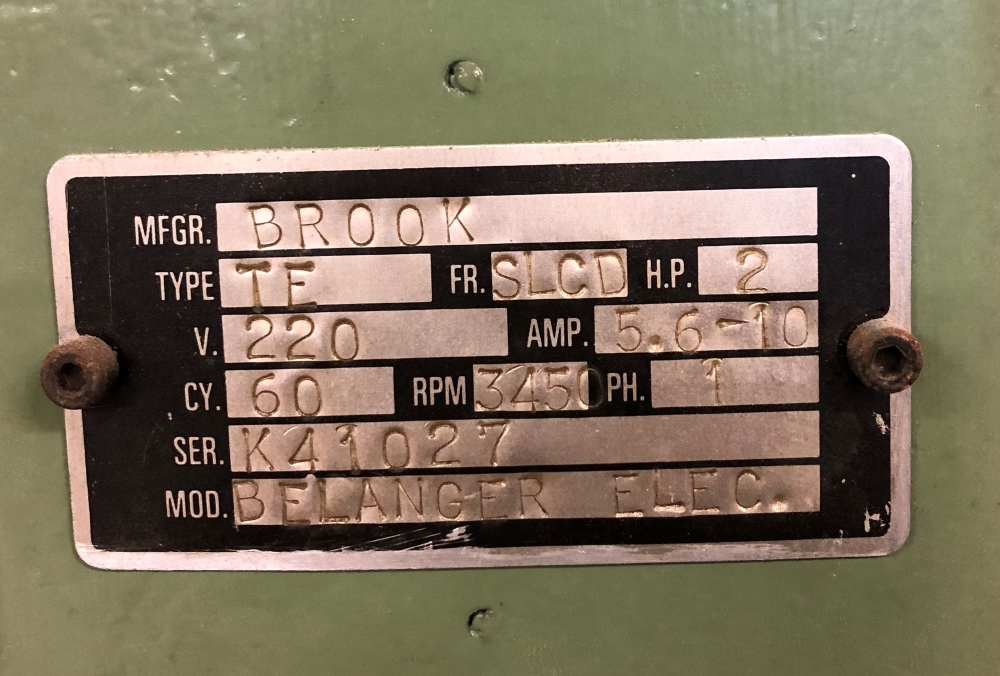 MFGR. BROOK
TYPE TE FR. SLCD H.P. 2
V. 220 AMP. 5.6-10
CY. 60 RPM 3450 PH. 1
SER. K41027
MOD. BELANGER ELEC.